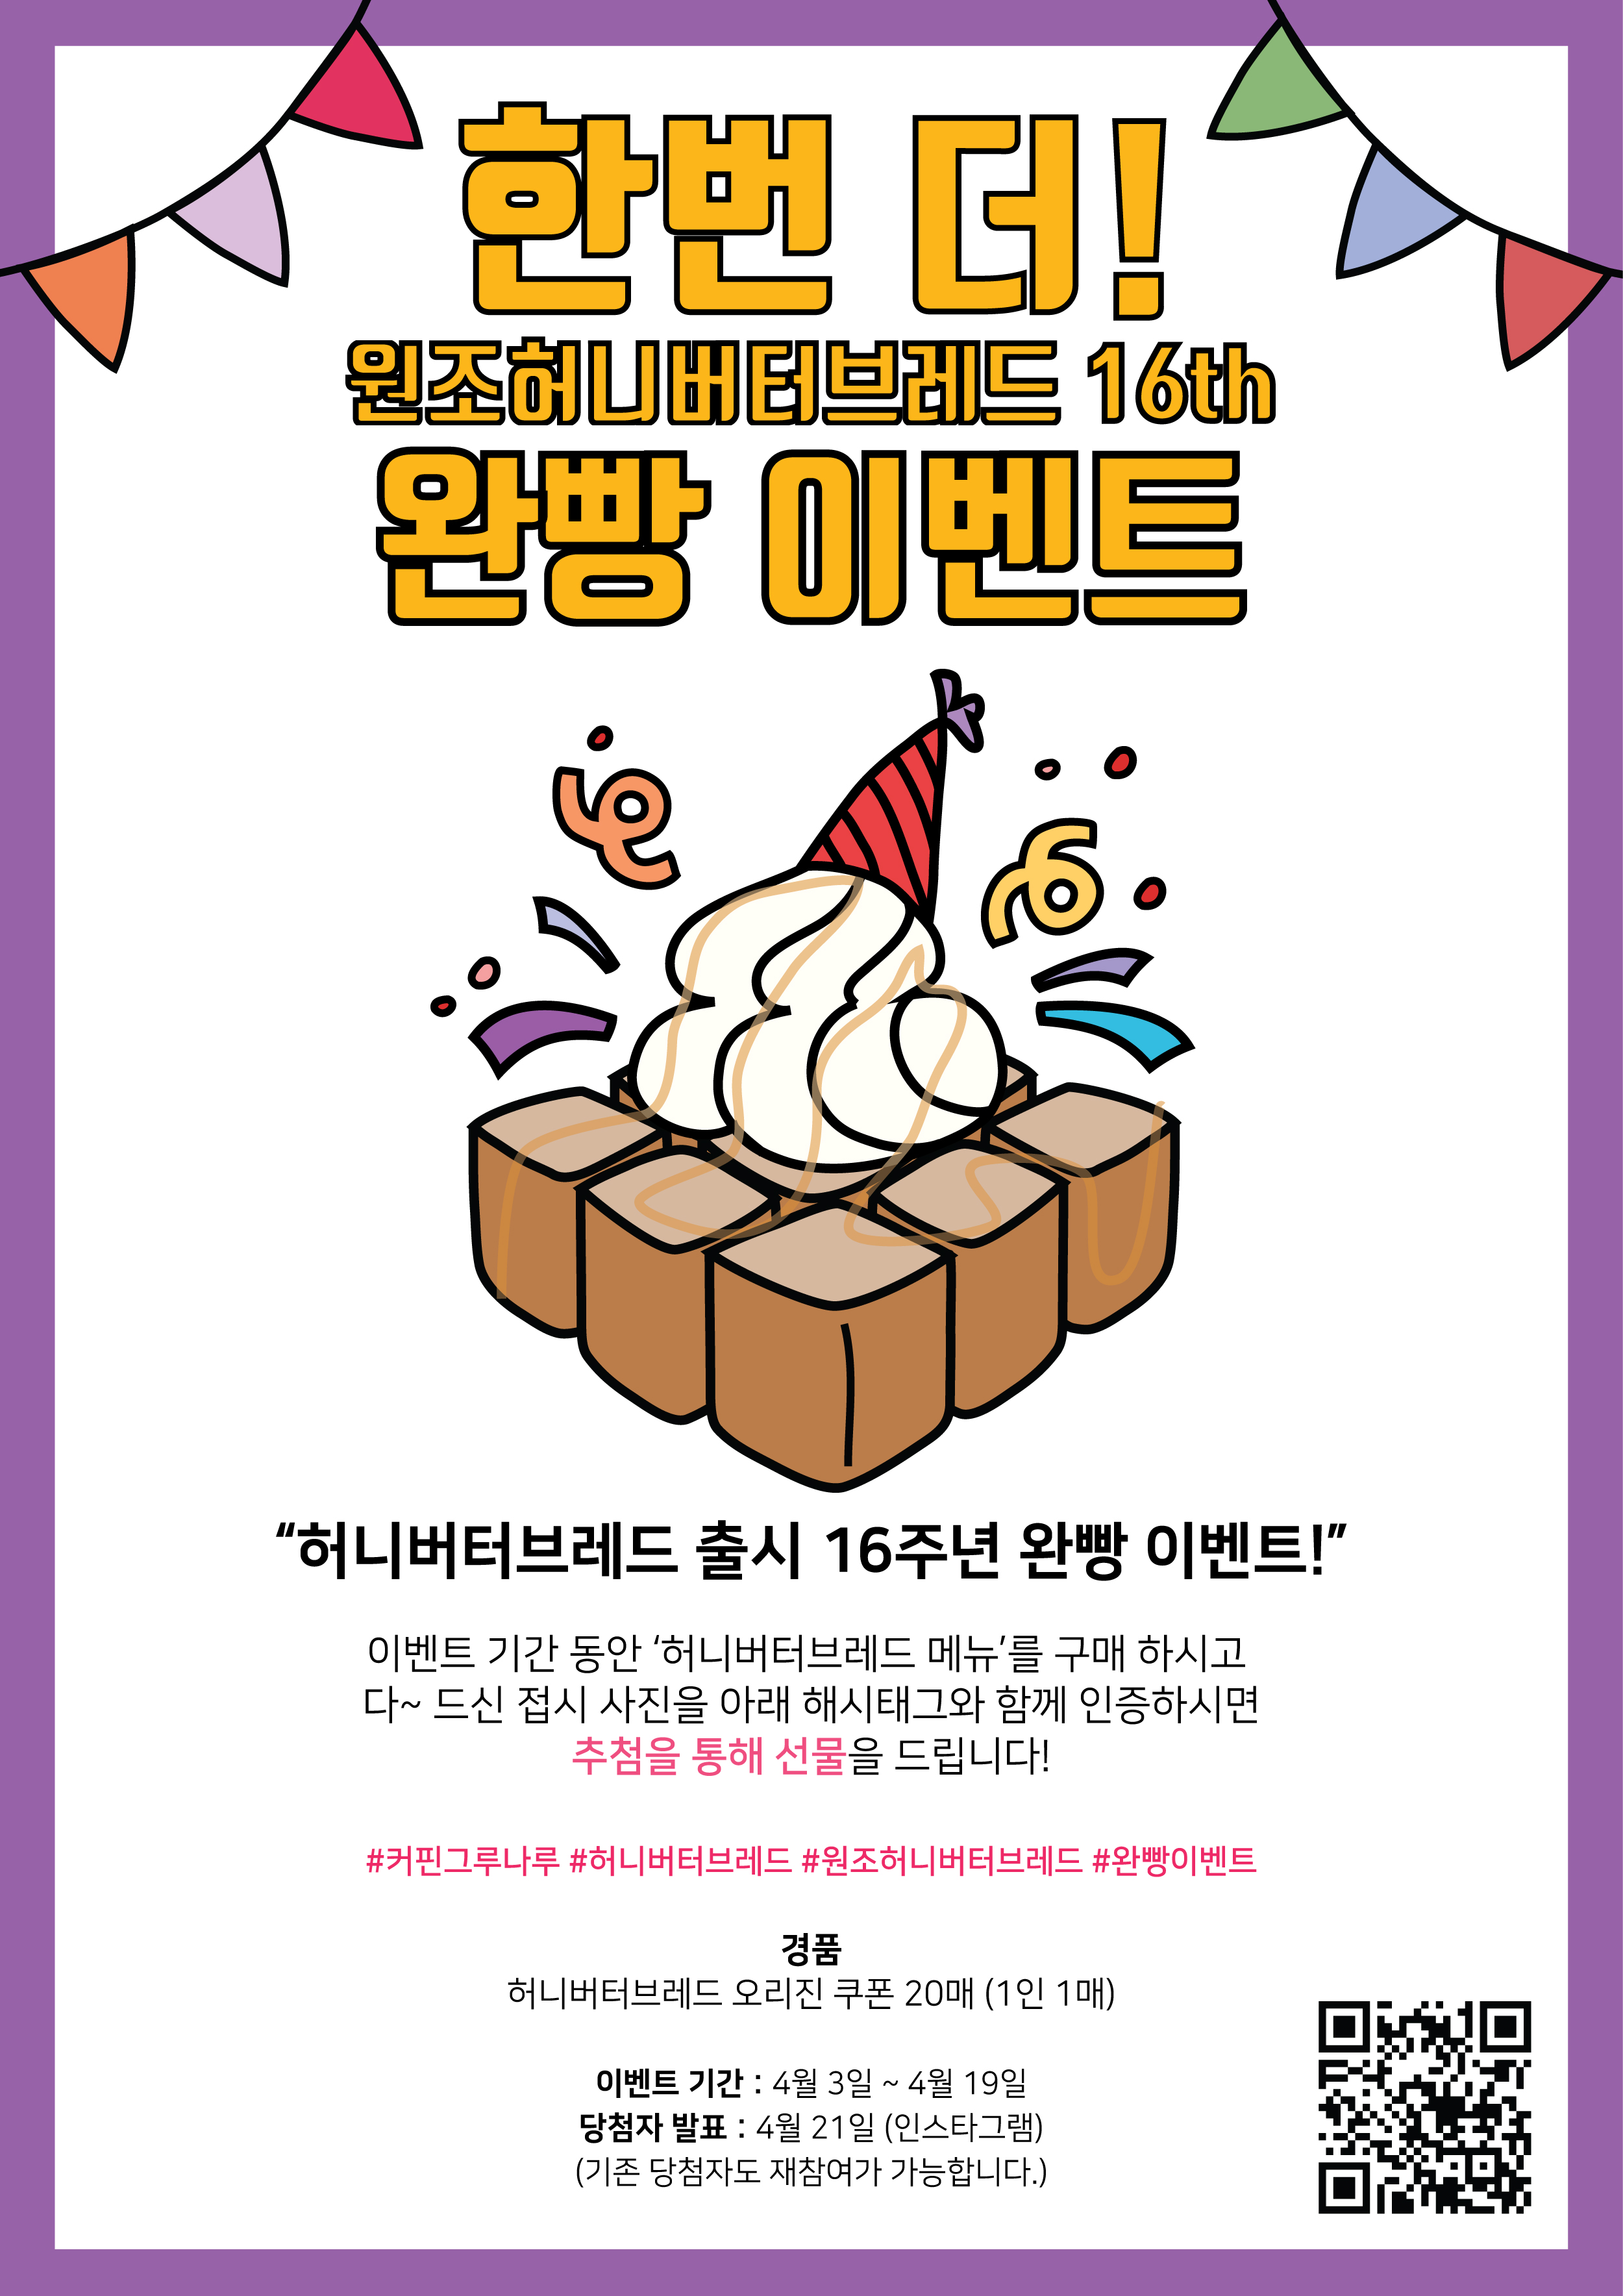 한번 더!
원조허니버터브레드 16th
완빵 이벤트
“허니버터브레드 출시 16주년 완빵 이벤트!”
이벤트 기간 동안 ‘허니버터브레드 메뉴’를 구매 하시고
다~ 드신 접시 사진을 아래 해시태그와 함께 인증하시면
추첨을 통해 선물을 드립니다!
#커핀그루나루 #허니버터브레드 #원조허니버터브레드 #완빵이벤트
경품
허니버터브레드 오리진 쿠폰 20매 (1인 1매)
이벤트 기간 : 4월 3일 ~ 4월 19일
당첨자 발표 : 4월 21일 (인스타그램)
(기존 당첨자도 재참여가 가능합니다.)